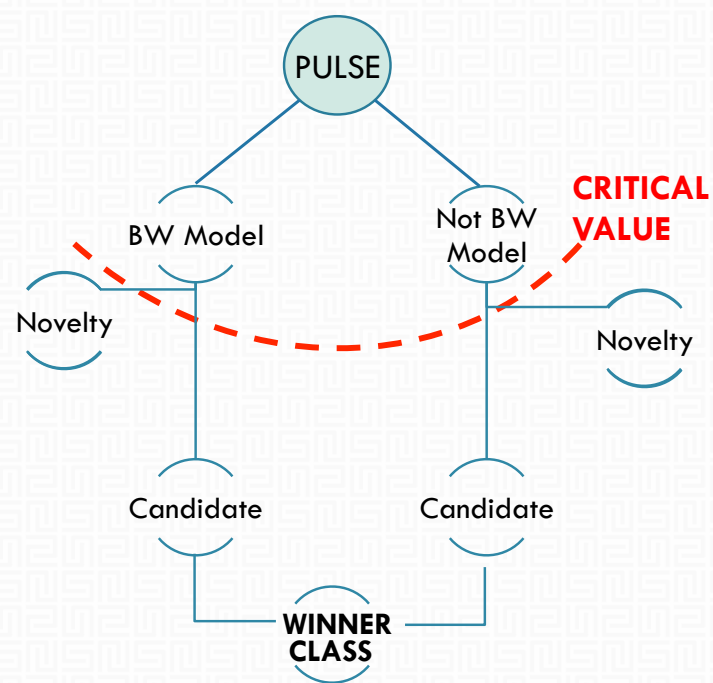 PULSE
BW Model
Not BW
Model
CRITICAL
VALUE
Novelty
Novelty
Candidate
Candidate
WINNER
CLASS